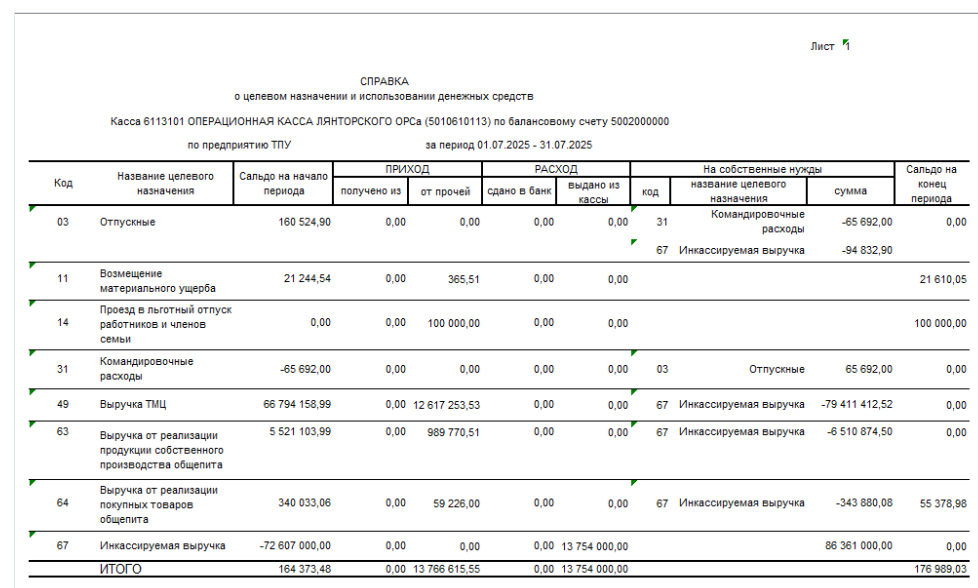 Лист 1
СПРАВКА
о целевом назначении и использовании денежных средств
Касса 6113101 ОПЕРАЦИОННАЯ КАССА ЛЯНТОРСКОГО ОРСа (5010610113) по балансовому счету 5002000000
по предприятию ТПУ за период 01.07.2025 - 31.07.2025
Код Название целевого назначения Сальдо на начало периода ПРИХОД РАСХОД На собственные нужды Сальдо на конец периода
получено из от прочей сдано в банк выдано из кассы код название целевого назначения сумма
03 Отпускные 160 524,90 0,00 0,00 0,00 0,00 31 Командировочные расходы -65 692,00 0,00
67 Инкассируемая выручка -94 832,90
11 Возмещение материального ущерба 21 244,54 0,00 365,51 0,00 0,00 21 610,05
14 Проезд в льготный отпуск работников и членов семьи 0,00 0,00 100 000,00 0,00 0,00 100 000,00
31 Командировочные расходы -65 692,00 0,00 0,00 0,00 0,00 03 Отпускные 65 692,00 0,00
49 Выручка ТМЦ 66 794 158,99 0,00 12 617 253,53 0,00 0,00 67 Инкассируемая выручка -79 411 412,52 0,00
63 Выручка от реализации продукции собственного производства общепита 5 521 103,99 0,00 989 770,51 0,00 0,00 67 Инкассируемая выручка -6 510 874,50 0,00
64 Выручка от реализации покупных товаров общепита 340 033,06 0,00 59 226,00 0,00 0,00 67 Инкассируемая выручка -343 880,08 55 378,98
67 Инкассируемая выручка -72 607 000,00 0,00 0,00 0,00 13 754 000,00 86 361 000,00 0,00
ИТОГО 164 373,48 0,00 13 766 615,55 0,00 13 754 000,00 176 989,03